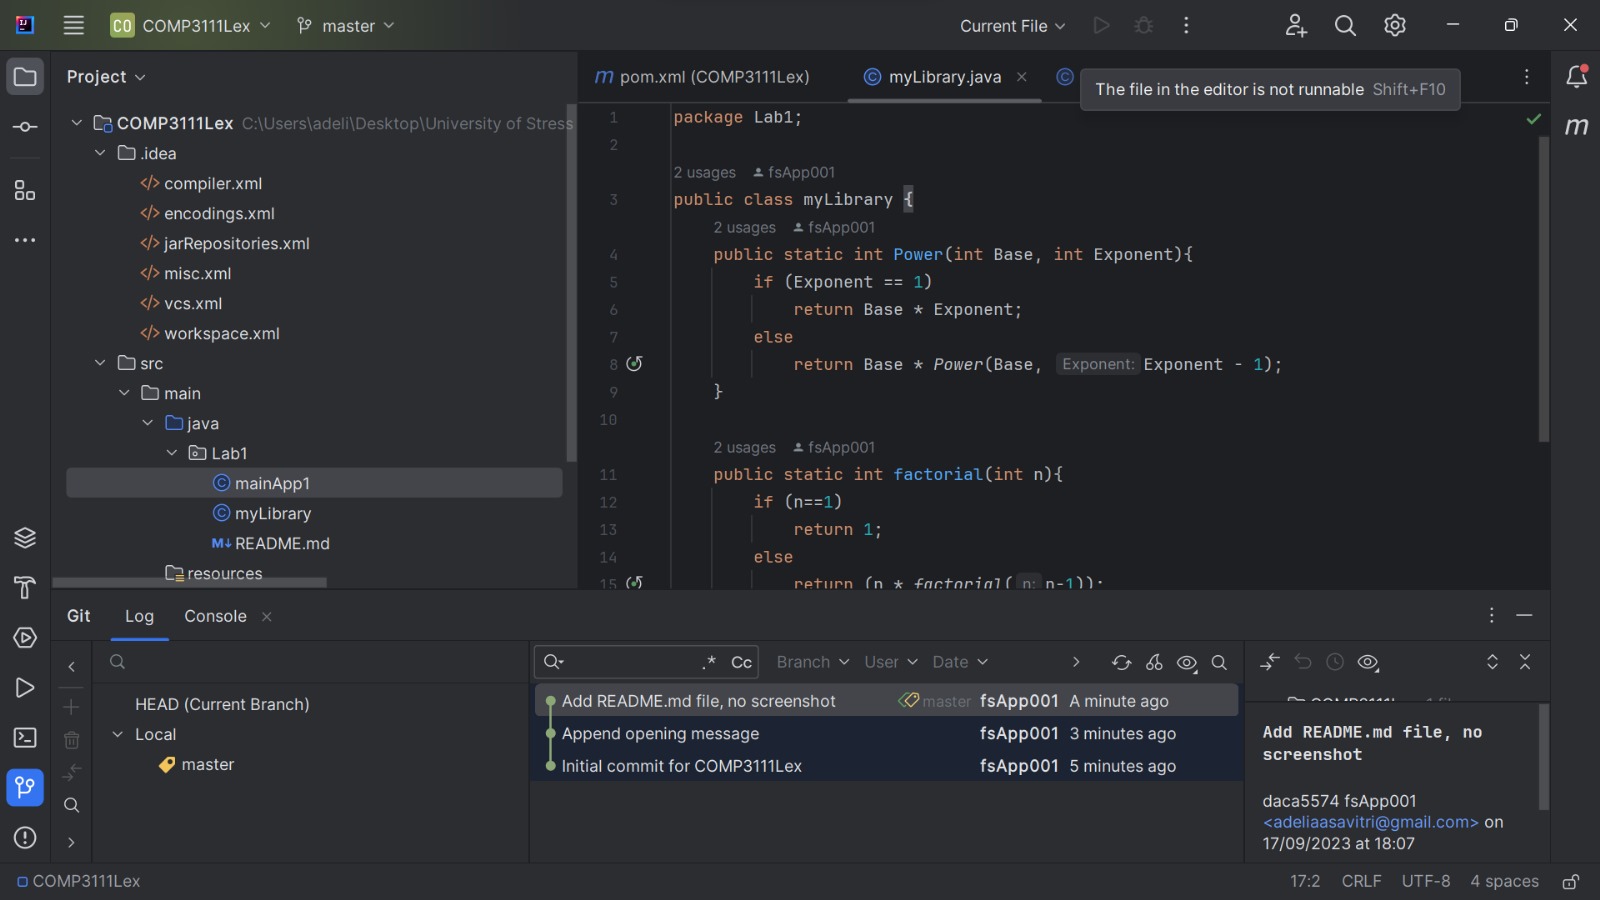 CO COMP3111Lex master Current File
Project
COMP3111Lex C:\Users\adeli\Desktop\University of Stress
.idea
compiler.xml
encodings.xml
jarRepositories.xml
misc.xml
vcs.xml
workspace.xml
src
main
java
Lab1
mainApp1
myLibrary
README.md
resources
m pom.xml (COMP3111Lex) myLibrary.java
The file in the editor is not runnable Shift+F10
1 package Lab1;
2
2 usages fsApp001
3 public class myLibrary {
2 usages fsApp001
4 public static int Power(int Base, int Exponent){
5 if (Exponent == 1)
6 return Base * Exponent;
7 else
8 return Base * Power(Base, Exponent: Exponent - 1);
9 }
10
2 usages fsApp001
11 public static int factorial(int n){
12 if (n==1)
13 return 1;
14 else
15 return (n * factorial( n: n-1));
Git Log Console
.* Cc Branch User Date
HEAD (Current Branch)
Local
master
Add README.md file, no screenshot master fsApp001 A minute ago
Append opening message fsApp001 3 minutes ago
Initial commit for COMP3111Lex fsApp001 5 minutes ago
Add README.md file, no
screenshot
daca5574 fsApp001
<adeliaasavitri@gmail.com> on
17/09/2023 at 18:07
COMP3111Lex 17:2 CRLF UTF-8 4 spaces